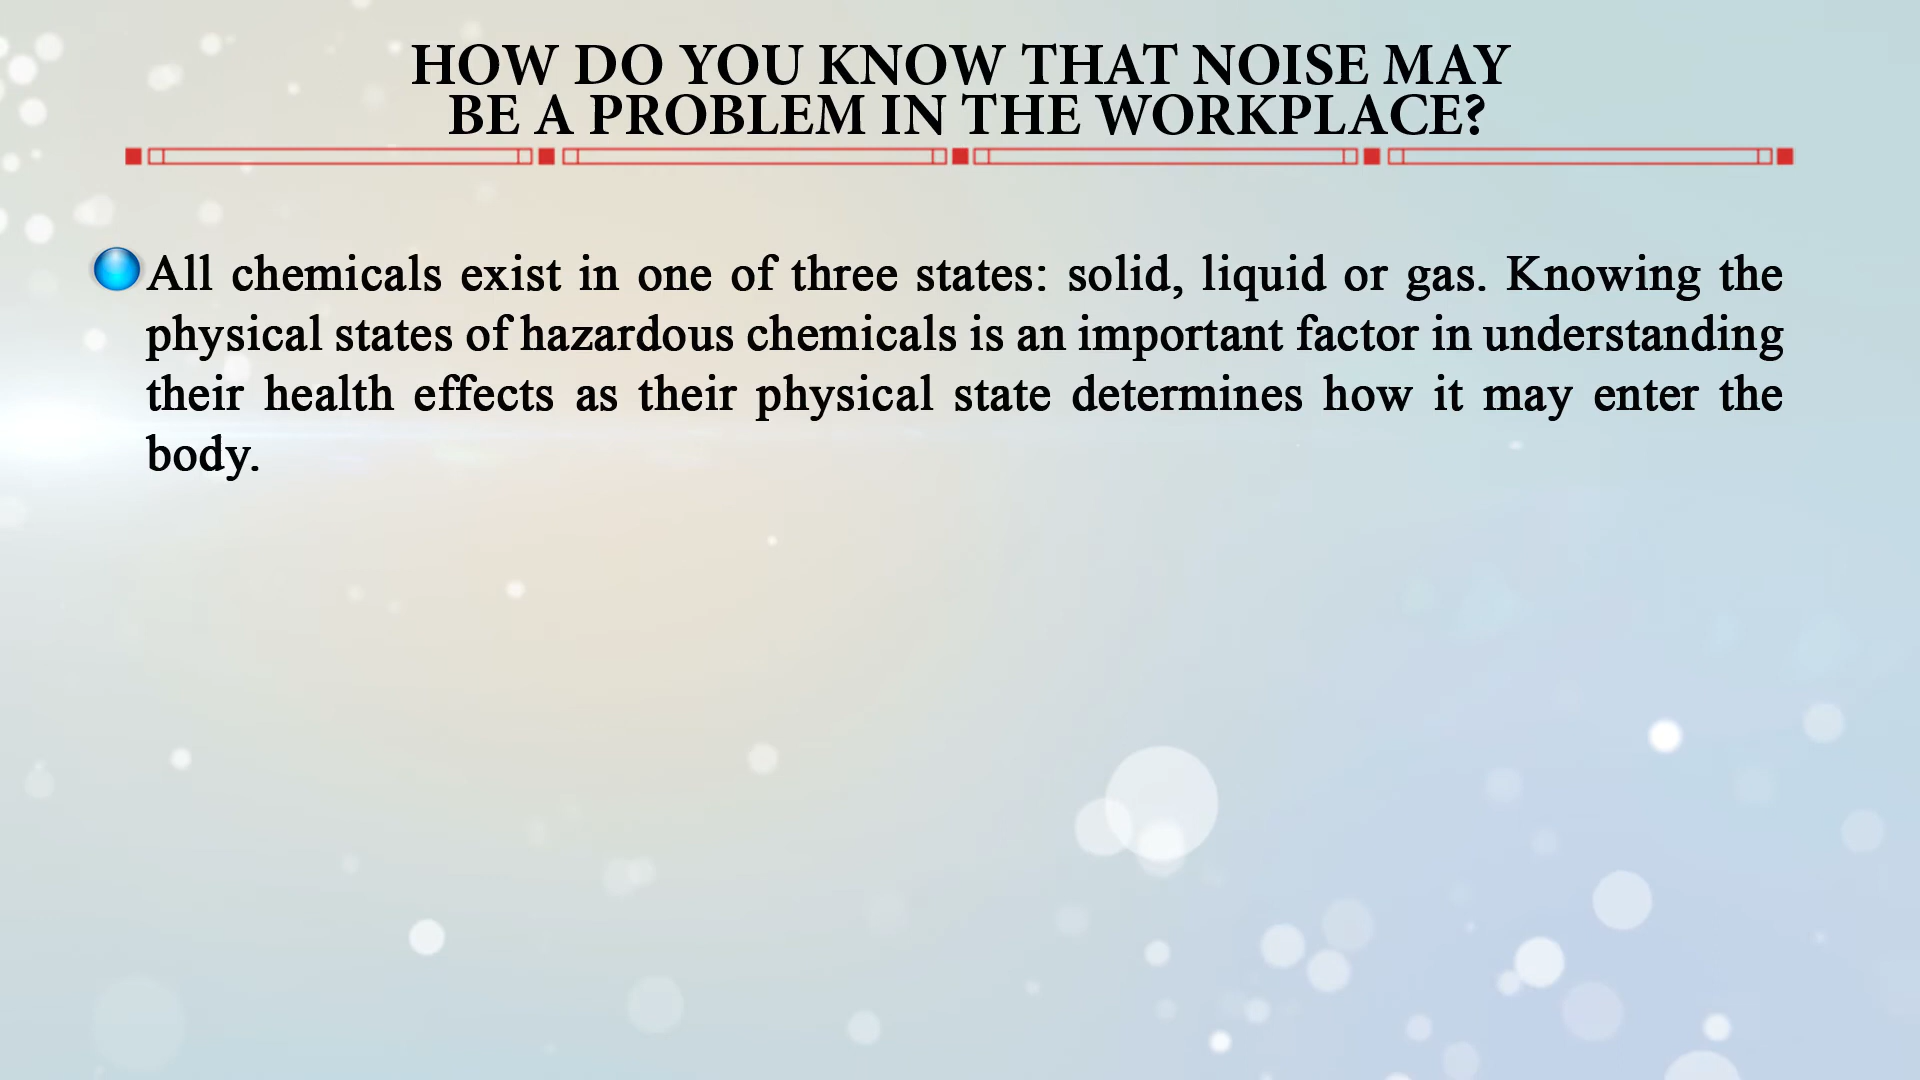 HOW DO YOU KNOW THAT NOISE MAY
BE A PROBLEM IN THE WORKPLACE?
All chemicals exist in one of three states: solid, liquid or gas. Knowing the
physical states of hazardous chemicals is an important factor in understanding
their health effects as their physical state determines how it may enter the
body.